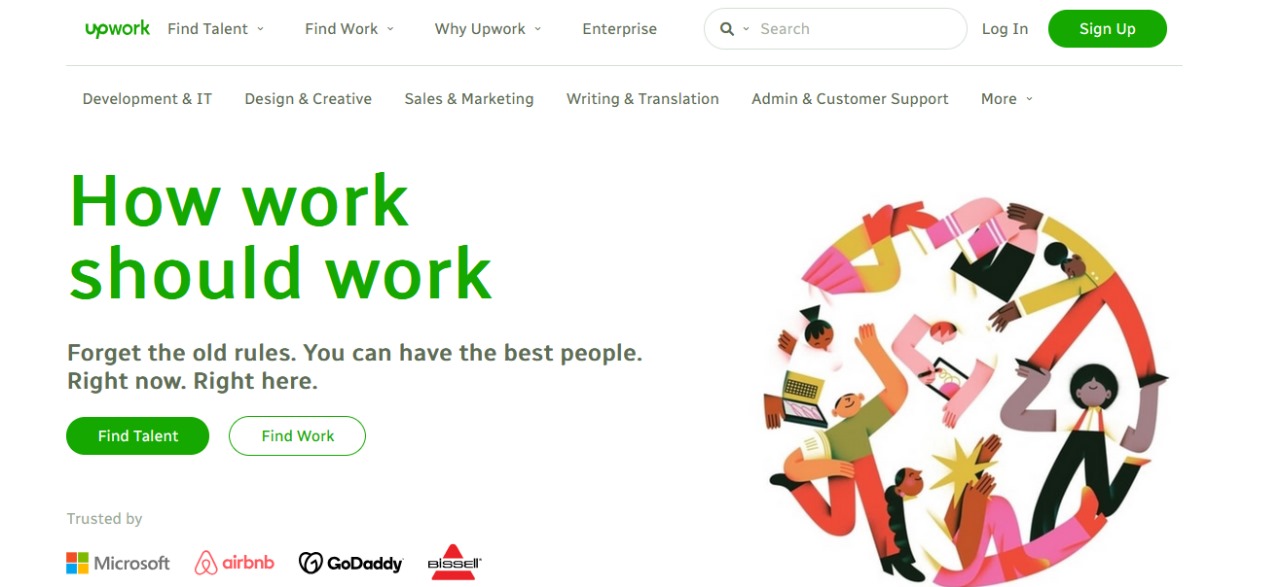 upwork Find Talent Find Work Why Upwork Enterprise Search Log In Sign Up
Development & IT Design & Creative Sales & Marketing Writing & Translation Admin & Customer Support More
How work
should work
Forget the old rules. You can have the best people.
Right now. Right here.
Find Talent Find Work
Trusted by
Microsoft airbnb GoDaddy BISSELL